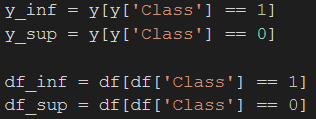 y_inf = y[y['Class'] == 1]
y_sup = y[y['Class'] == 0]

df_inf = df[df['Class'] == 1]
df_sup = df[df['Class'] == 0]